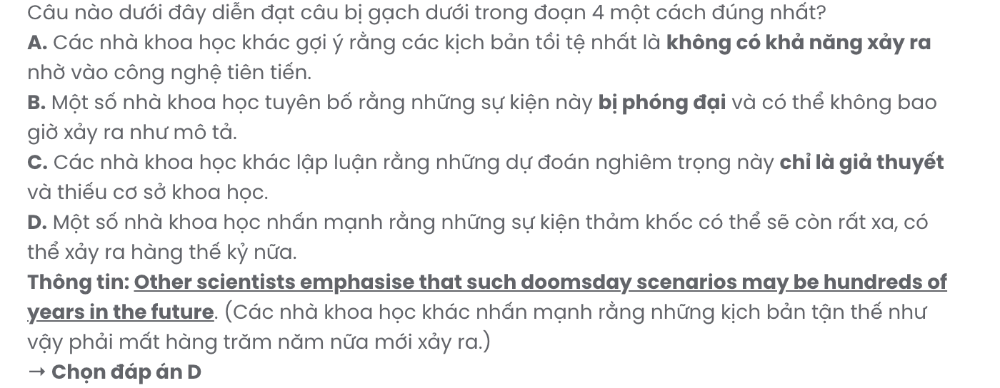 Câu nào dưới đây diễn đạt câu bị gạch dưới trong đoạn 4 một cách đúng nhất?
A. Các nhà khoa học khác gợi ý rằng các kịch bản tồi tệ nhất là không có khả năng xảy ra
nhờ vào công nghệ tiên tiến.
B. Một số nhà khoa học tuyên bố rằng những sự kiện này bị phóng đại và có thể không bao
giờ xảy ra như mô tả.
C. Các nhà khoa học khác lập luận rằng những dự đoán nghiêm trọng này chỉ là giả thuyết
và thiếu cơ sở khoa học.
D. Một số nhà khoa học nhấn mạnh rằng những sự kiện thảm khốc có thể sẽ còn rất xa, có
thể xảy ra hàng thế kỷ nữa.
Thông tin: Other scientists emphasise that such doomsday scenarios may be hundreds of
years in the future. (Các nhà khoa học khác nhấn mạnh rằng những kịch bản tận thế như
vậy phải mất hàng trăm năm nữa mới xảy ra.)
→ Chọn đáp án D